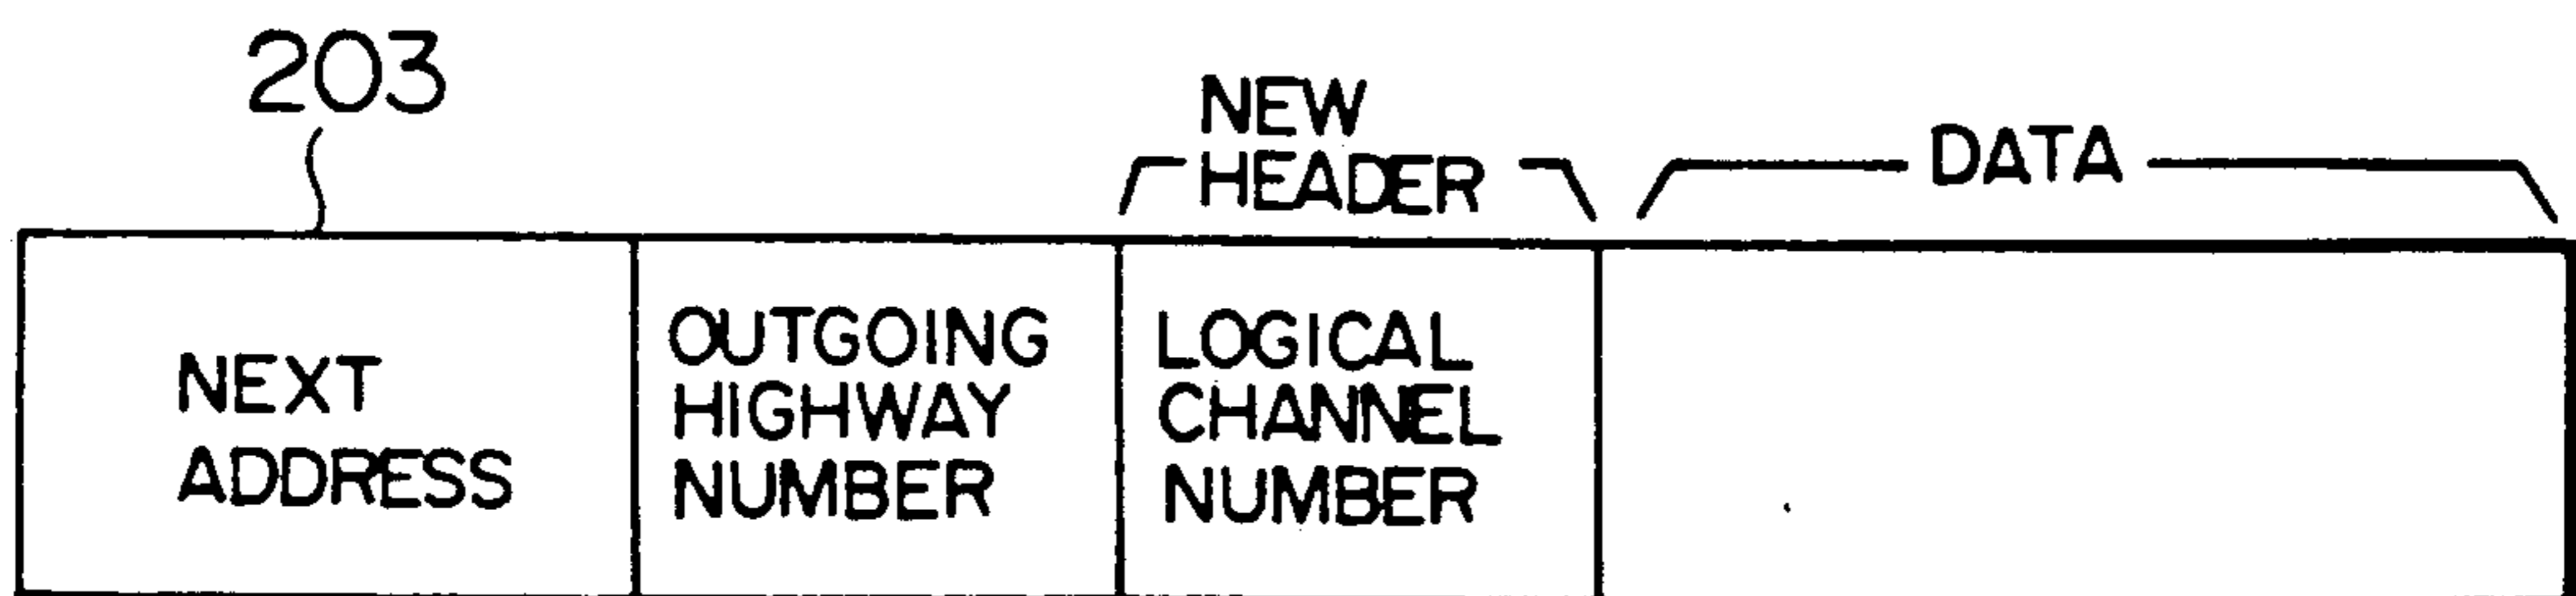 203
NEW
HEADER
DATA
NEXT
ADDRESS
OUTGOING
HIGHWAY
NUMBER
LOGICAL
CHANNEL
NUMBER